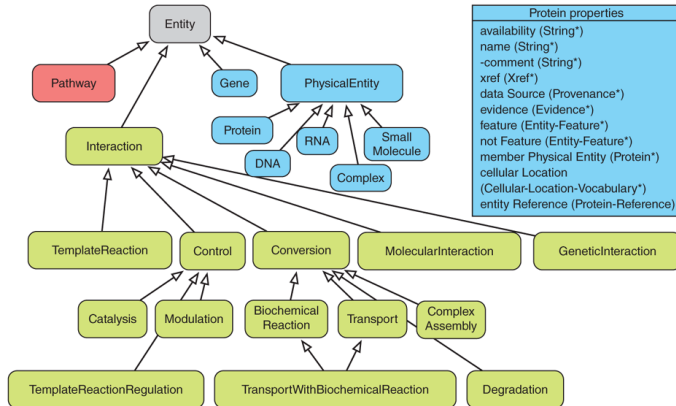 Entity
Protein properties
availability (String*)
name (String*)
-comment (String*)
xref (Xref*)
data Source (Provenance*)
evidence (Evidence*)
feature (Entity-Feature*)
not Feature (Entity-Feature*)
member Physical Entity (Protein*)
cellular Location
(Cellular-Location-Vocabulary*)
entity Reference (Protein-Reference)
Pathway
Gene
PhysicalEntity
Protein
DNA
RNA
Complex
Small
Molecule
Interaction
TemplateReaction
Control
Conversion
MolecularInteraction
GeneticInteraction
Catalysis
Modulation
Biochemical
Reaction
Transport
Complex
Assembly
TemplateReactionRegulation
TransportWithBiochemicalReaction
Degradation